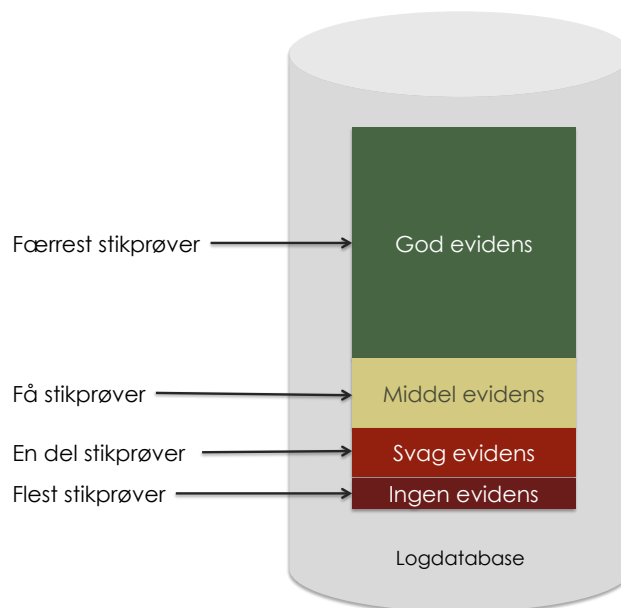 Færrest stikprøver
God evidens
Få stikprøver
Middel evidens
En del stikprøver
Svag evidens
Flest stikprøver
Ingen evidens
Logdatabase